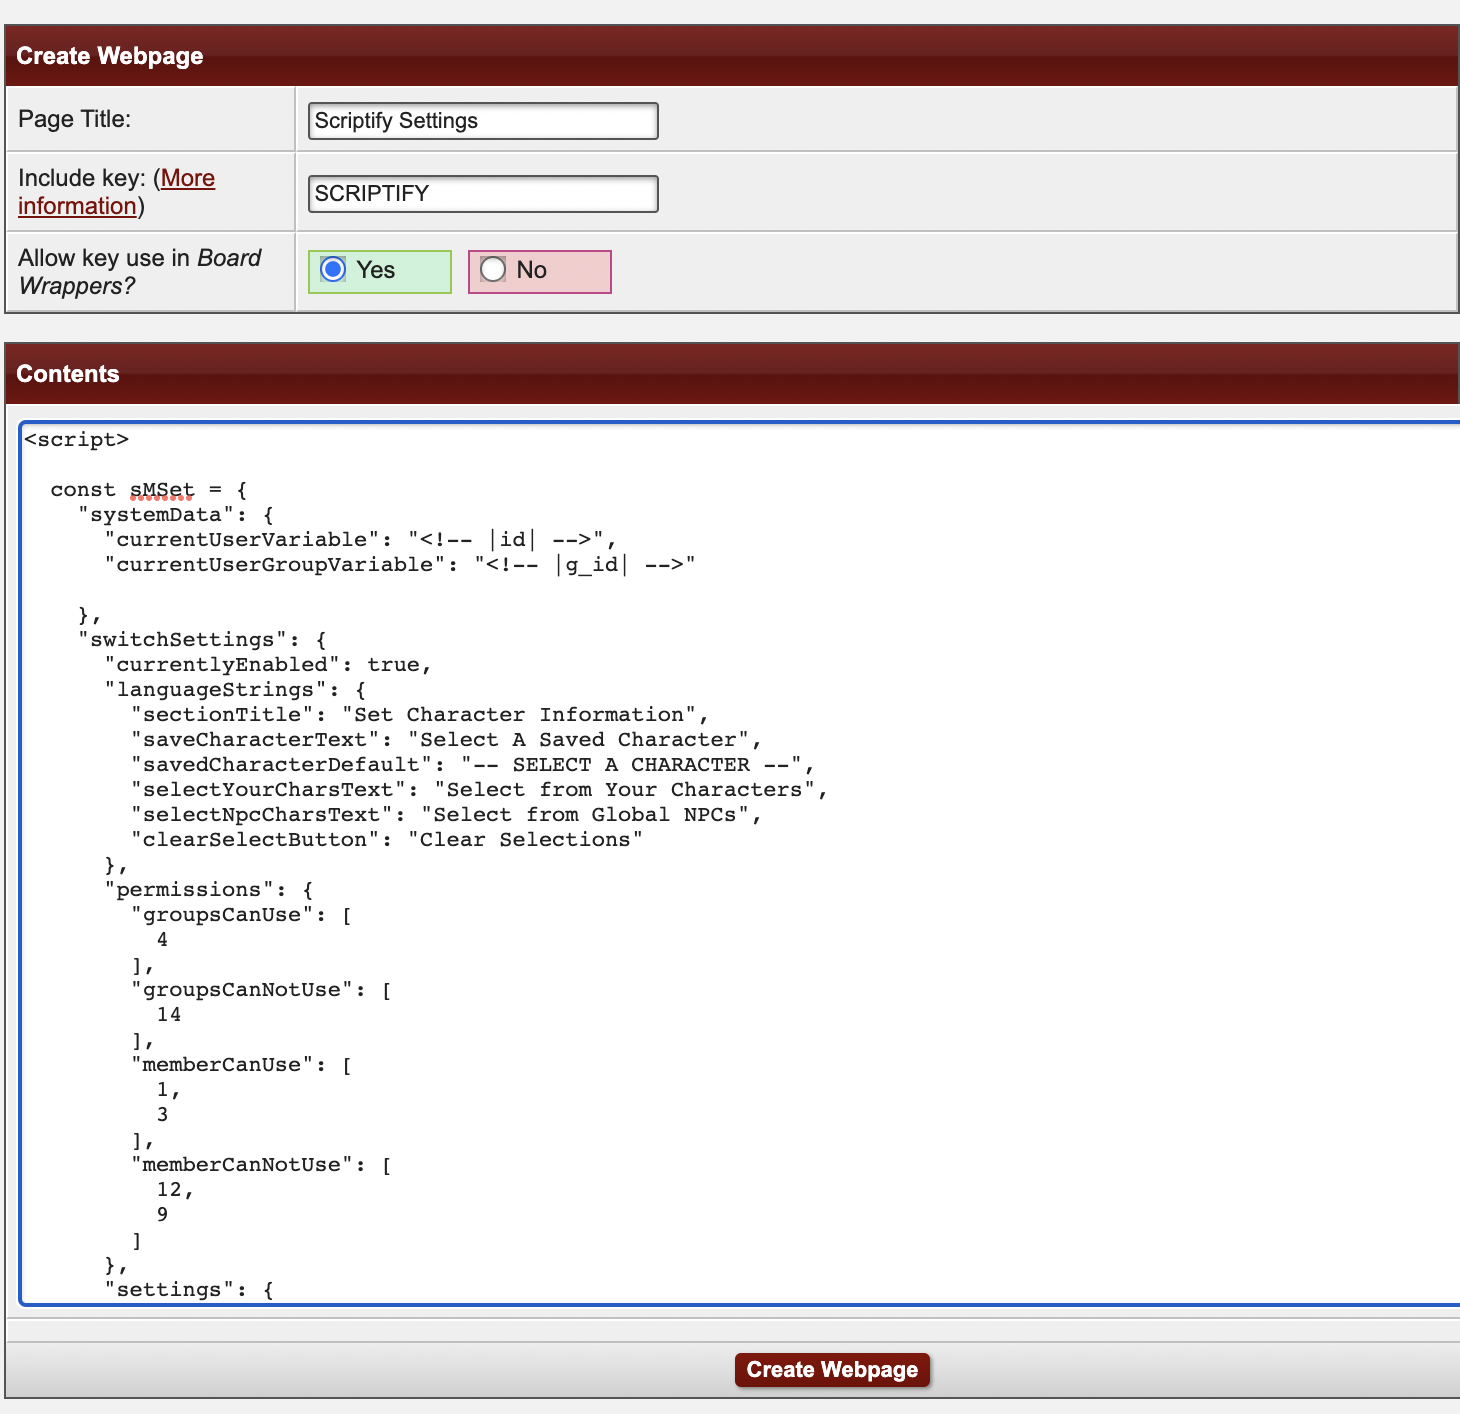 Create Webpage
Page Title:
Scriptify Settings
Include key: (More
information)
SCRIPTIFY
Allow key use in Board
Wrappers?
Yes
No
Contents
<script>
const sMSet = {
"systemData": {
"currentUserVariable": "<!-- |id| -->",
"currentUserGroupVariable": "<!-- |g_id| -->"
},
"switchSettings": {
"currentlyEnabled": true,
"languageStrings": {
"sectionTitle": "Set Character Information",
"saveCharacterText": "Select A Saved Character",
"savedCharacterDefault": "-- SELECT A CHARACTER --",
"selectYourCharsText": "Select from Your Characters",
"selectNpcCharsText": "Select from Global NPCs",
"clearSelectButton": "Clear Selections"
},
"permissions": {
"groupsCanUse": [
4
],
"groupsCanNotUse": [
14
],
"memberCanUse": [
1,
3
],
"memberCanNotUse": [
12,
9
]
},
"settings": {
Create Webpage